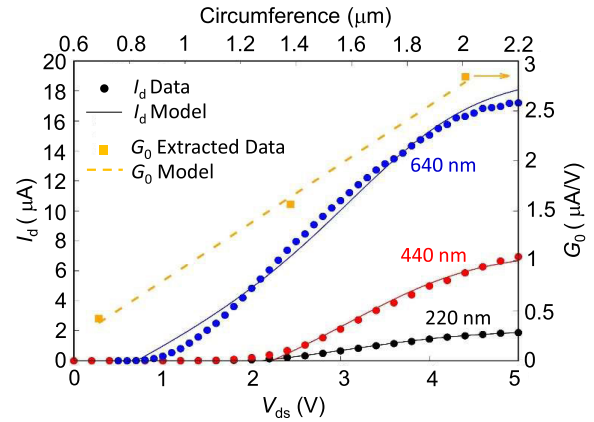 Circumference (μm)
0.6 0.8 1 1.2 1.4 1.6 1.8 2 2.2
20
18
16
14
12
10
8
6
4
2
0
I_d ( μA)
I_d Data
I_d Model
G_0 Extracted Data
G_0 Model
640 nm
440 nm
220 nm
3
2.5
2
1.5
1
0.5
0
G_0 ( μA/V)
0 1 2 3 4 5
V_ds (V)